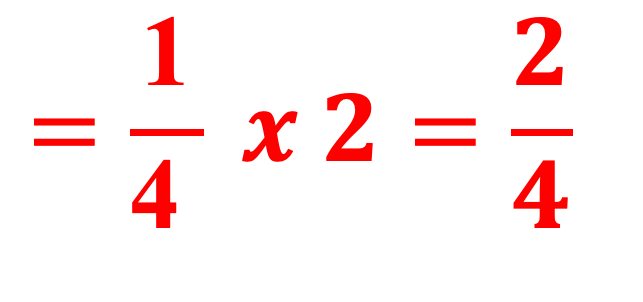 = 1/4 x 2 = 2/4